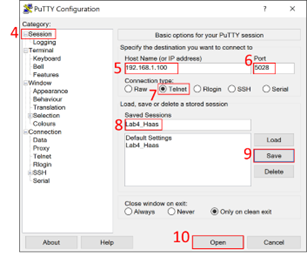 PuTTY Configuration
?
X
Category:
4
Session
Logging
Terminal
Keyboard
Bell
Features
Window
Appearance
Behaviour
Translation
Selection
Colours
Connection
Data
Proxy
Telnet
Rlogin
SSH
Serial
Basic options for your PuTTY session
Specify the destination you want to connect to
Host Name (or IP address)
Port
5
192.168.1.100
6
5028
Connection type:
Raw
7
Telnet
Rlogin
SSH
Serial
Load, save or delete a stored session
Saved Sessions
8
Lab4_Haas
Default Settings
Lab4_Haas
Load
9
Save
Delete
Close window on exit:
Always
Never
Only on clean exit
10
About
Help
Open
Cancel